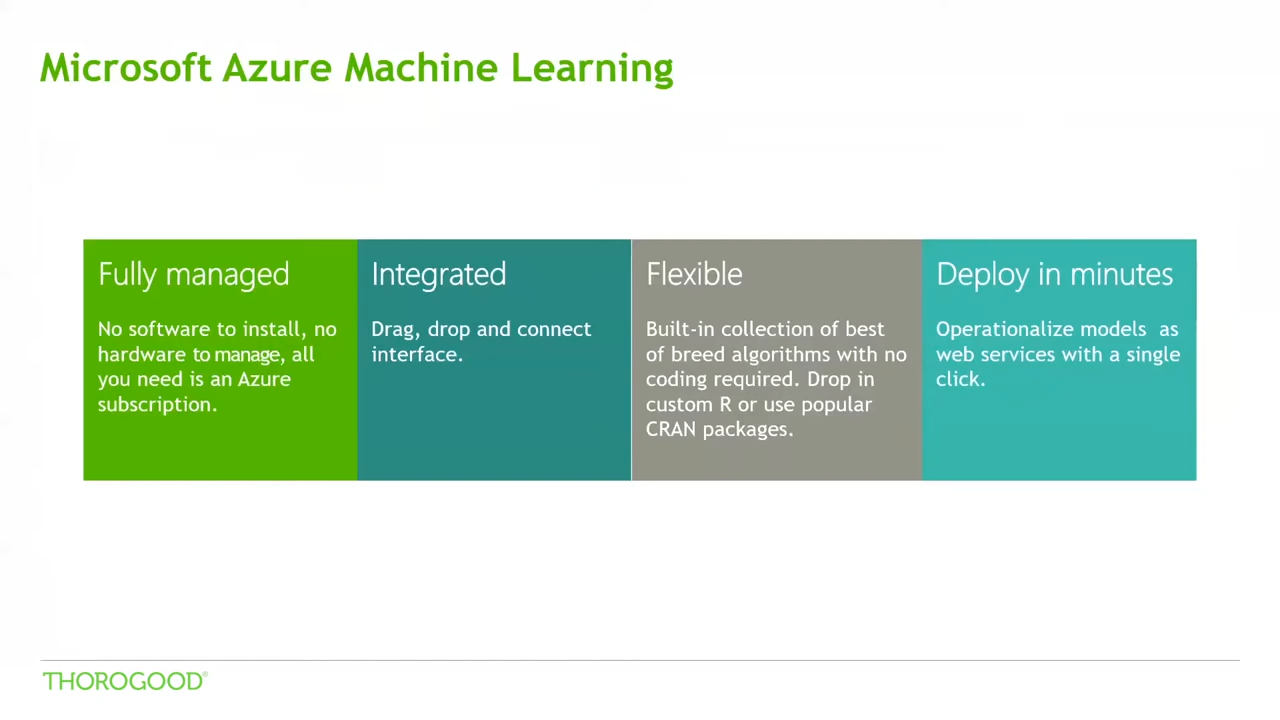 Microsoft Azure Machine Learning
Fully managed
No software to install, no
hardware to manage, all
you need is an Azure
subscription.
Integrated
Drag, drop and connect
interface.
Flexible
Built-in collection of best
of breed algorithms with no
coding required. Drop in
custom R or use popular
CRAN packages.
Deploy in minutes
Operationalize models as
web services with a single
click.
THOROGOOD®